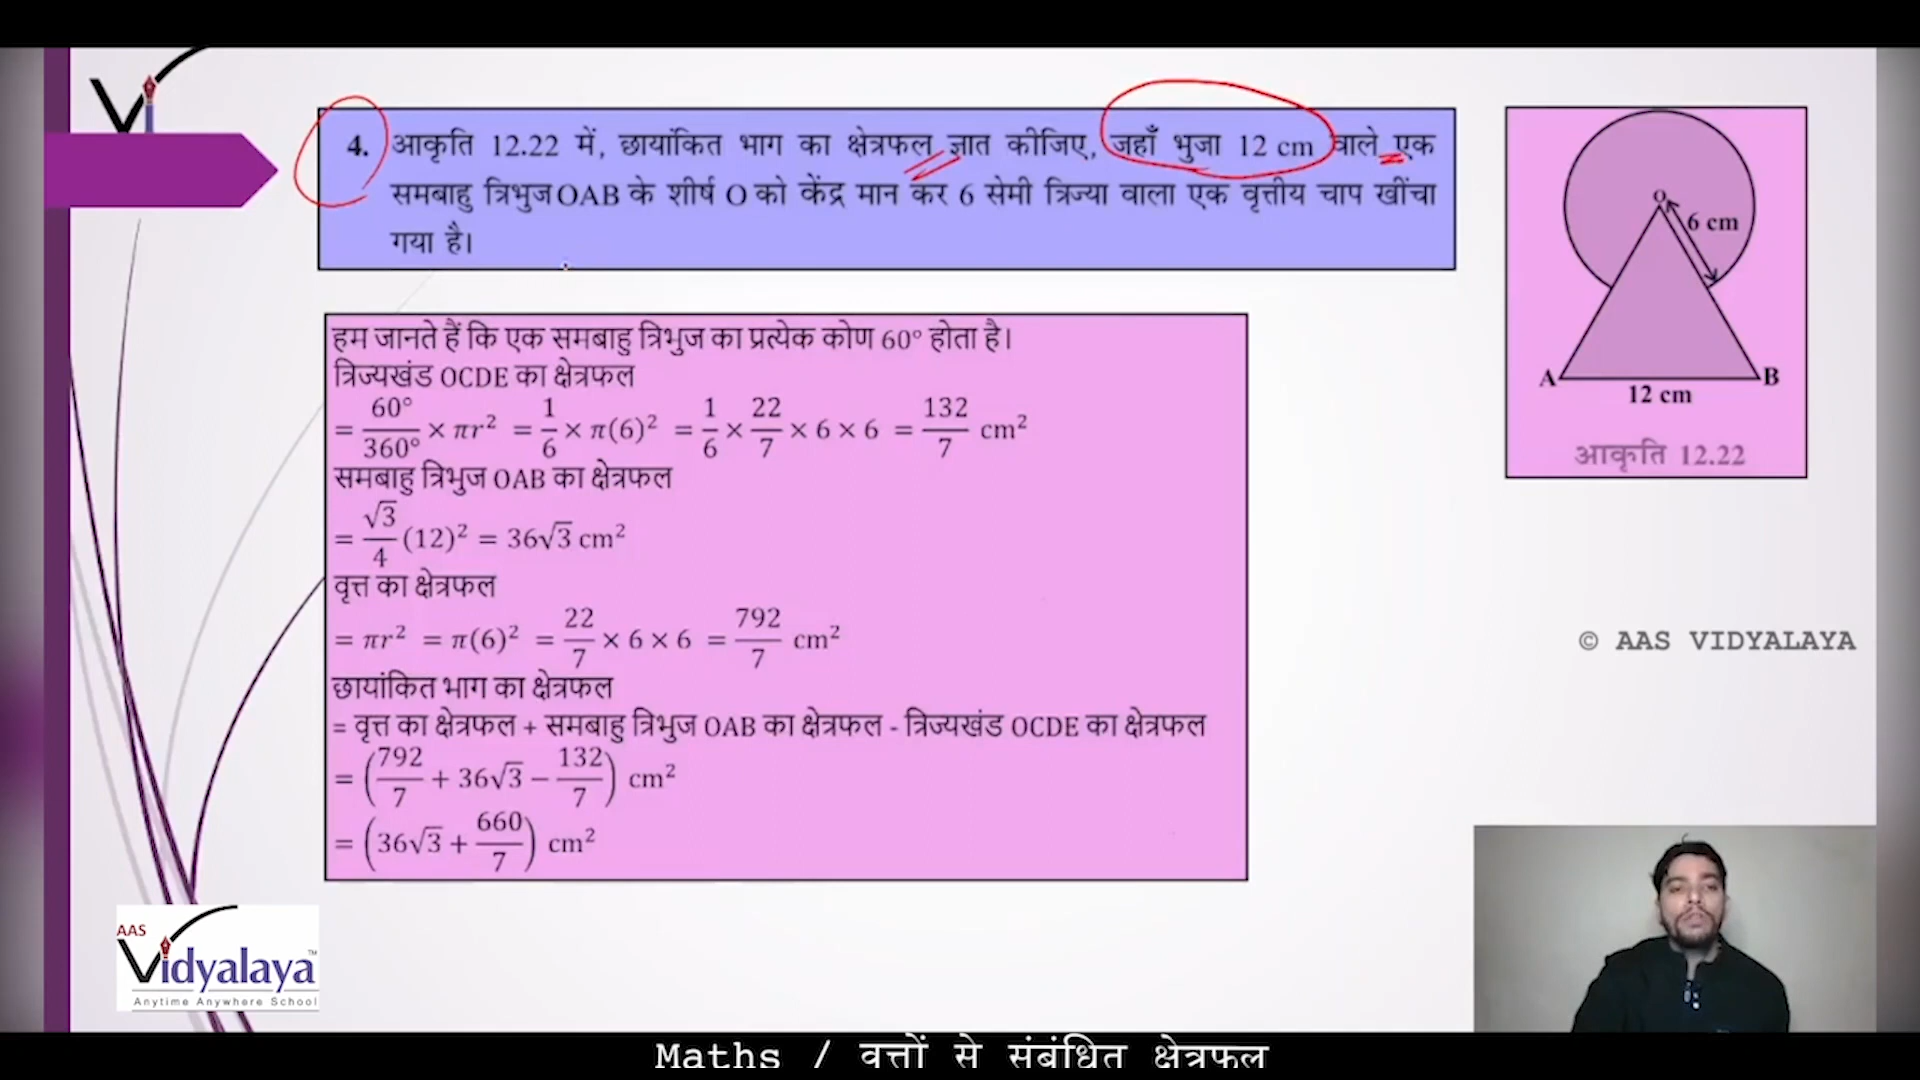 4. आकृति 12.22 में, छायांकित भाग का क्षेत्रफल ज्ञात कीजिए, जहाँ भुजा 12 cm वाले एक
समबाहु त्रिभुज OAB के शीर्ष O को केंद्र मान कर 6 सेमी त्रिज्या वाला एक वृत्तीय चाप खींचा
गया है।
O
6 cm
A B
12 cm
आकृति 12.22
हम जानते हैं कि एक समबाहु त्रिभुज का प्रत्येक कोण 60° होता है।
त्रिज्यखंड OCDE का क्षेत्रफल
= 60°/360° × πr² = 1/6 × π(6)² = 1/6 × 22/7 × 6 × 6 = 132/7 cm²
समबाहु त्रिभुज OAB का क्षेत्रफल
= √3/4 (12)² = 36√3 cm²
वृत्त का क्षेत्रफल
= πr² = π(6)² = 22/7 × 6 × 6 = 792/7 cm²
छायांकित भाग का क्षेत्रफल
= वृत्त का क्षेत्रफल + समबाहु त्रिभुज OAB का क्षेत्रफल - त्रिज्यखंड OCDE का क्षेत्रफल
= (792/7 + 36√3 − 132/7) cm²
= (36√3 + 660/7) cm²
© AAS VIDYALAYA
AAS
Vidyalaya™
Anytime Anywhere School
Maths / वत्तों से संबंधित क्षेत्रफल